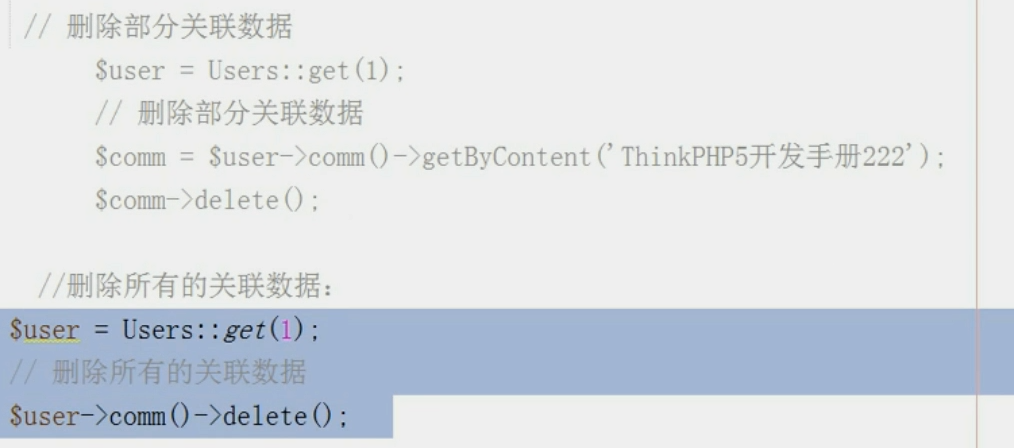 // 删除部分关联数据
$user = Users::get(1);
// 删除部分关联数据
$comm = $user->comm()->getByContent('ThinkPHP5开发手册222');
$comm->delete();
//删除所有的关联数据：
$user = Users::get(1);
// 删除所有的关联数据
$user->comm()->delete();